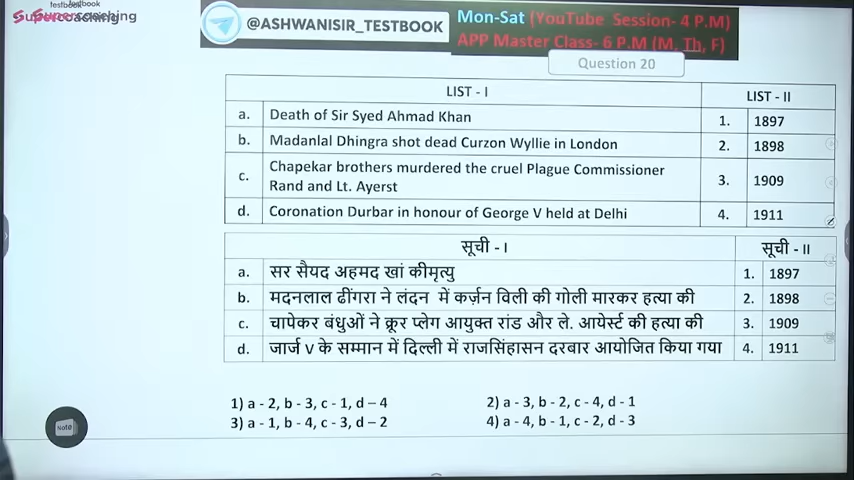 testbook testbook
Supercoaching
@ASHWANISIR_TESTBOOK
Mon-Sat (YouTube Session- 4 P.M)
APP Master Class- 6 P.M (M, Th, F)
Question 20
LIST - I LIST - II
a. Death of Sir Syed Ahmad Khan 1. 1897
b. Madanlal Dhingra shot dead Curzon Wyllie in London 2. 1898
c. Chapekar brothers murdered the cruel Plague Commissioner Rand and Lt. Ayerst 3. 1909
d. Coronation Durbar in honour of George V held at Delhi 4. 1911
सूची - I सूची - II
a. सर सैयद अहमद खां कीमृत्यु 1. 1897
b. मदनलाल ढींगरा ने लंदन में कर्ज़न विली की गोली मारकर हत्या की 2. 1898
c. चापेकर बंधुओं ने क्रूर प्लेग आयुक्त रांड और ले. आयेर्स्ट की हत्या की 3. 1909
d. जार्ज V के सम्मान में दिल्ली में राजसिंहासन दरबार आयोजित किया गया 4. 1911
1) a - 2, b - 3, c - 1, d – 4 2) a - 3, b - 2, c - 4, d - 1
3) a - 1, b - 4, c - 3, d – 2 4) a - 4, b - 1, c - 2, d - 3
Note